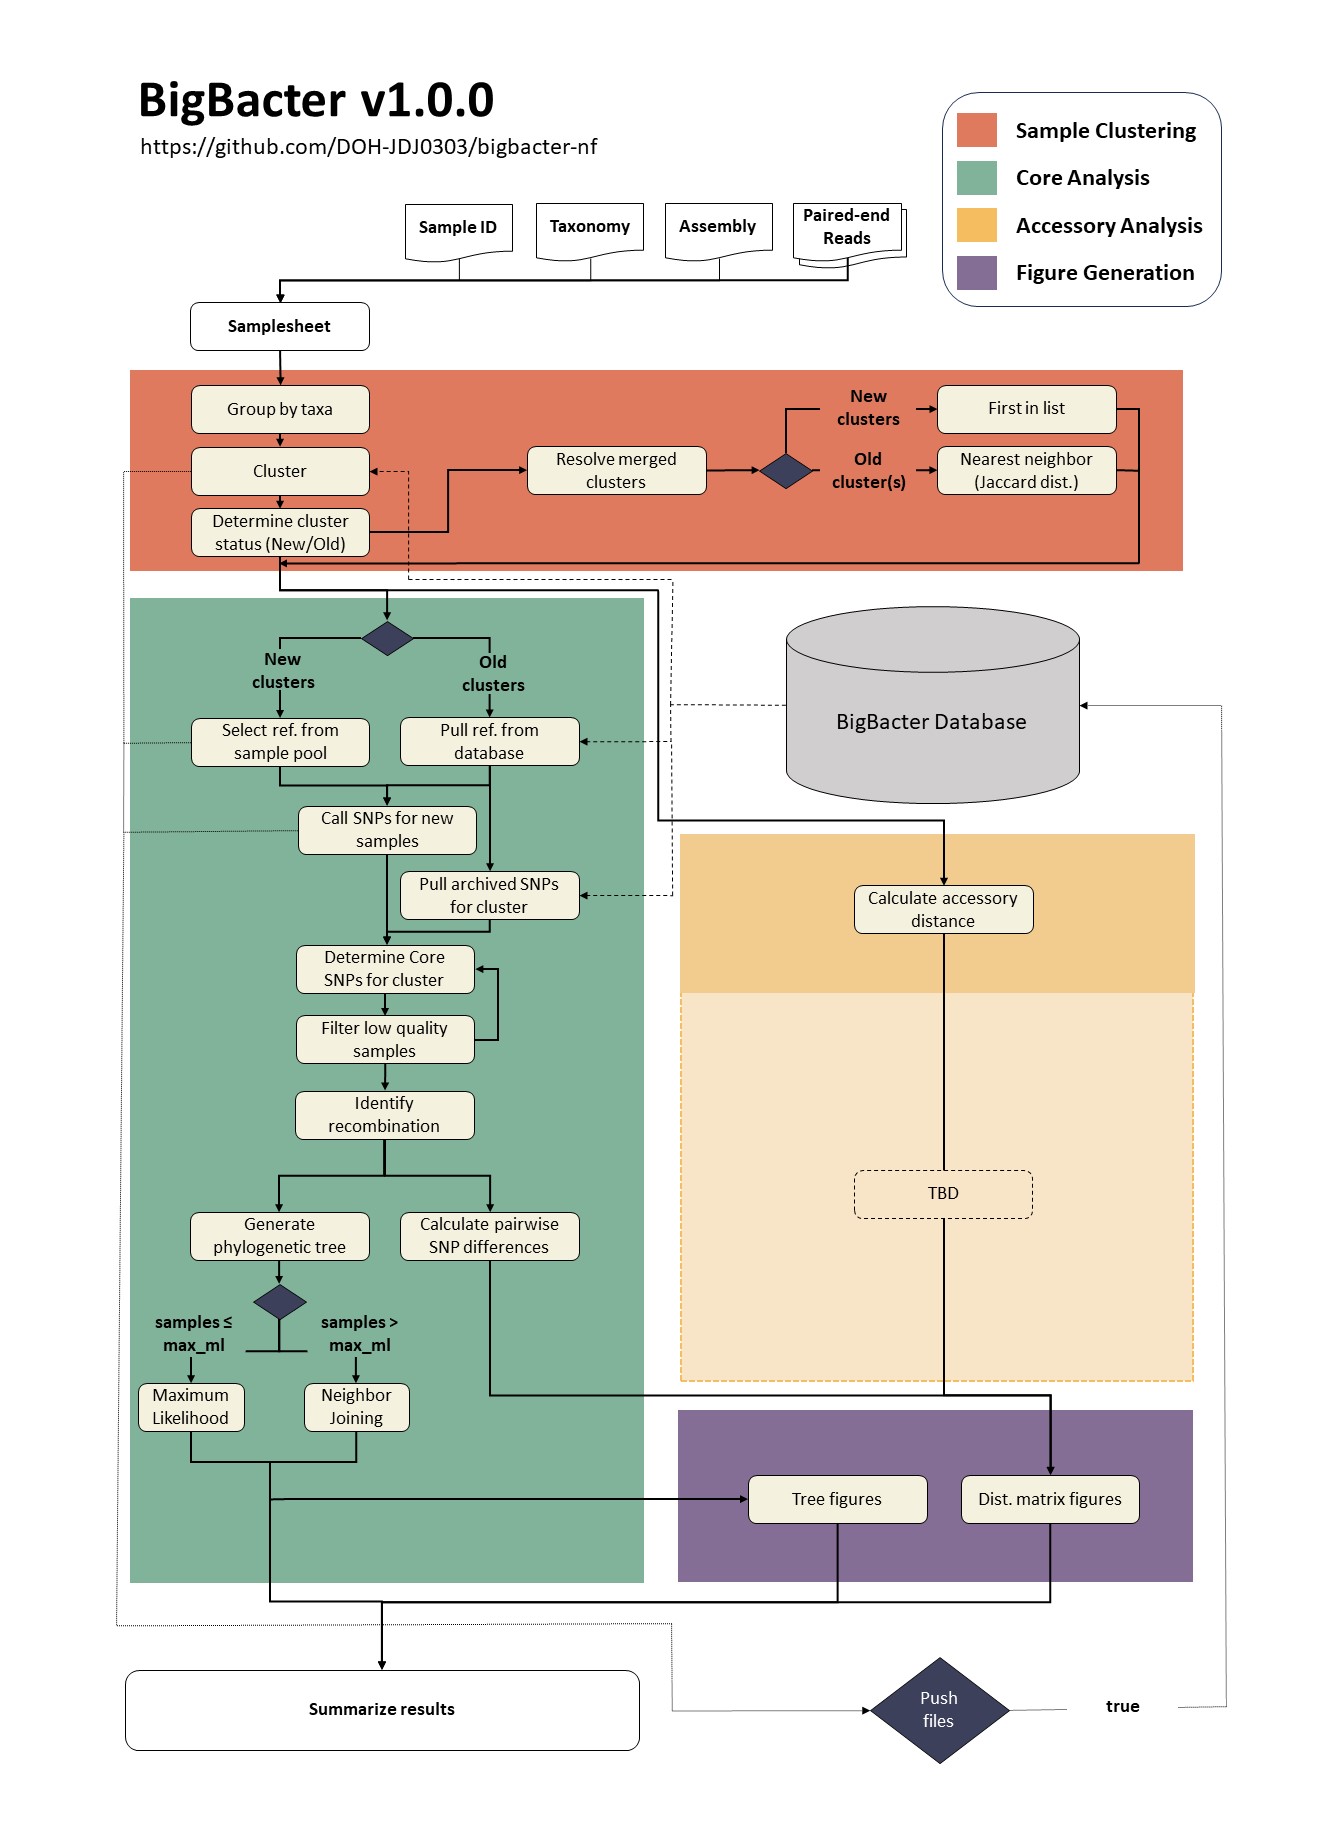 BigBacter v1.0.0
https://github.com/DOH-JDJ0303/bigbacter-nf
Sample Clustering
Core Analysis
Accessory Analysis
Figure Generation
Sample ID
Taxonomy
Assembly
Paired-end
Reads
Samplesheet
Group by taxa
Cluster
Determine cluster
status (New/Old)
Resolve merged
clusters
New
clusters
First in list
Old
cluster(s)
Nearest neighbor
(Jaccard dist.)
New
clusters
Old
clusters
Select ref. from
sample pool
Pull ref. from
database
BigBacter Database
Call SNPs for new
samples
Pull archived SNPs
for cluster
Calculate accessory
distance
Determine Core
SNPs for cluster
Filter low quality
samples
Identify
recombination
TBD
Generate
phylogenetic tree
Calculate pairwise
SNP differences
samples ≤
max_ml
samples >
max_ml
Maximum
Likelihood
Neighbor
Joining
Tree figures
Dist. matrix figures
Summarize results
Push
files
true